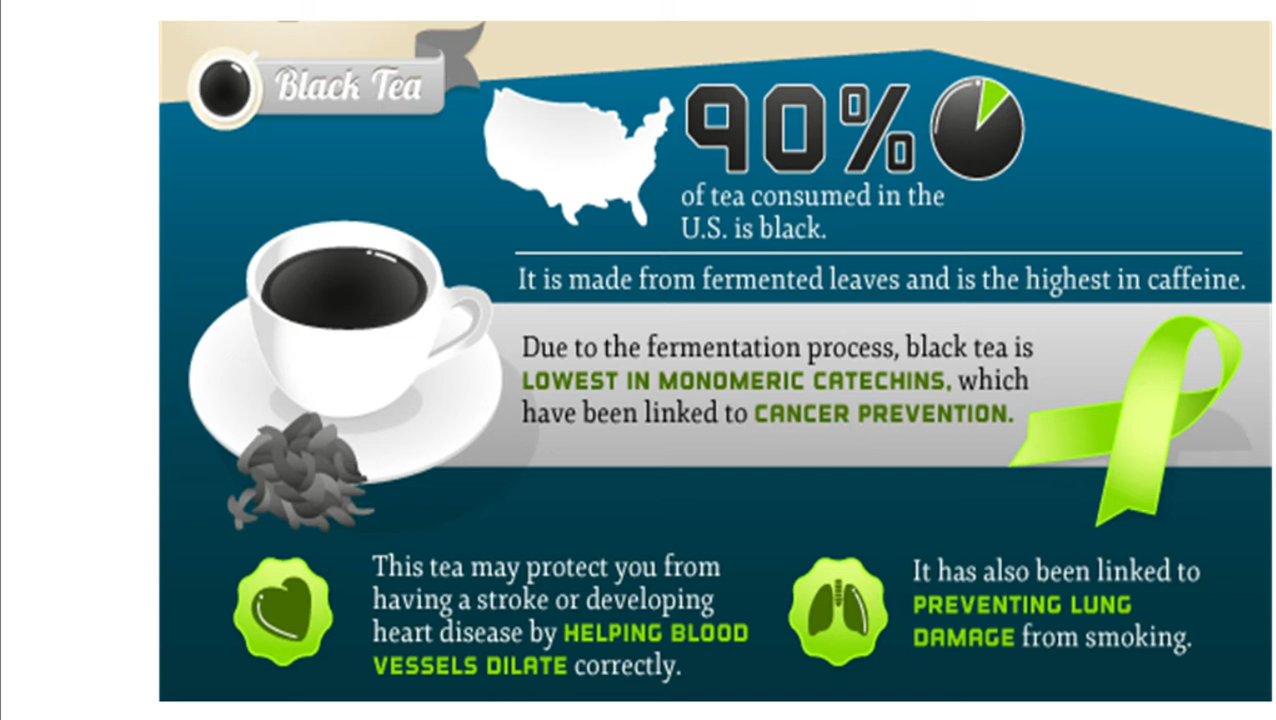 Black Tea
90%
of tea consumed in the
U.S. is black.
It is made from fermented leaves and is the highest in caffeine.
Due to the fermentation process, black tea is
LOWEST IN MONOMERIC CATECHINS, which
have been linked to CANCER PREVENTION.
This tea may protect you from
having a stroke or developing
heart disease by HELPING BLOOD
VESSELS DILATE correctly.
It has also been linked to
PREVENTING LUNG
DAMAGE from smoking.